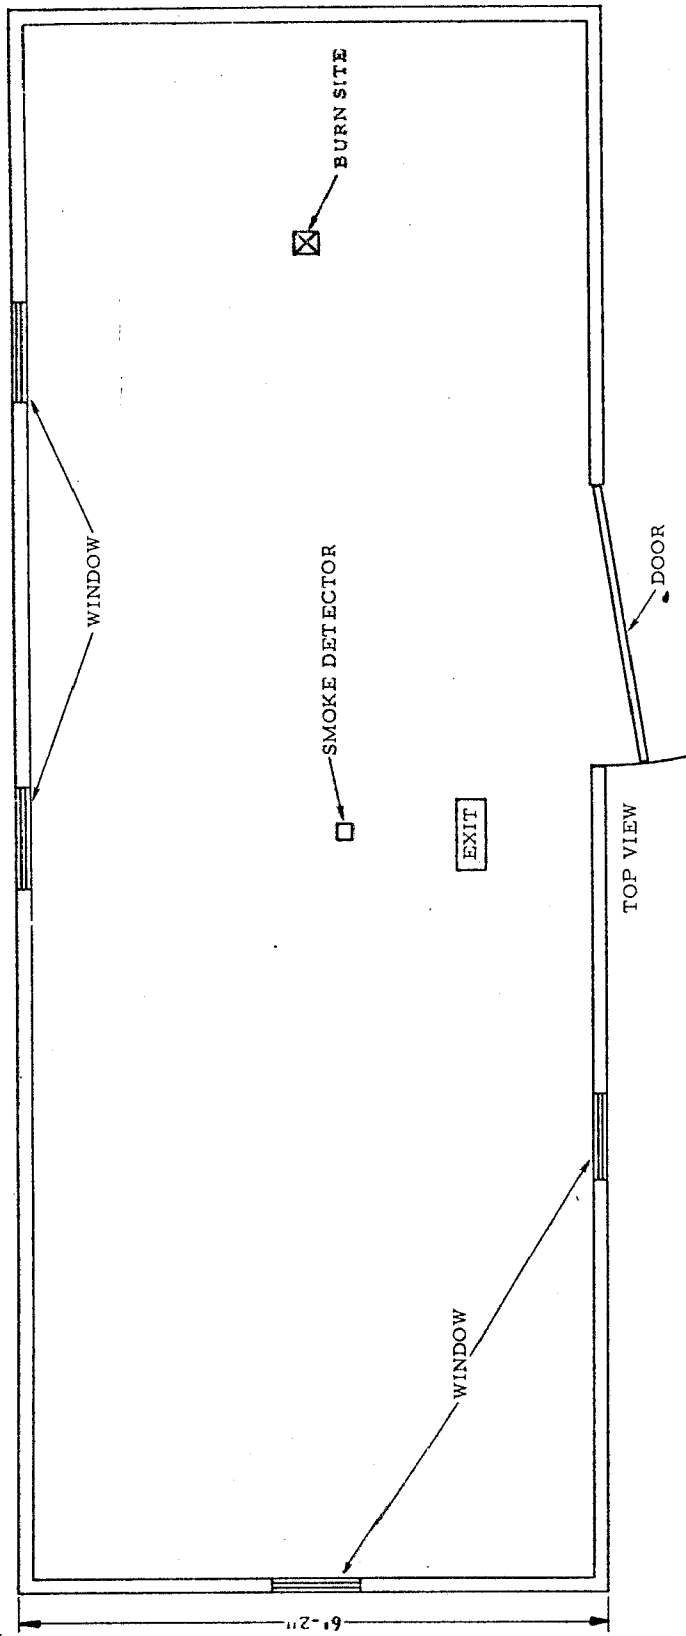 WINDOW
BURN SITE
SMOKE DETECTOR
EXIT
DOOR
TOP VIEW
WINDOW
6'-2"